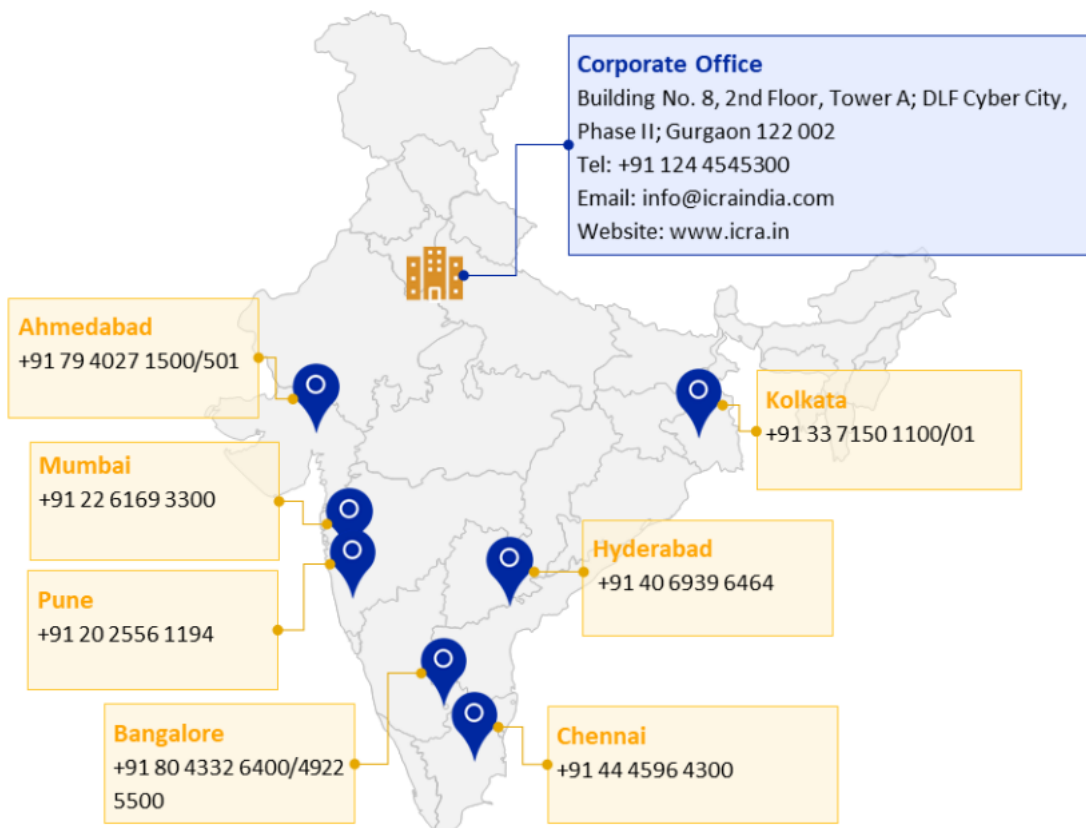 Corporate Office
Building No. 8, 2nd Floor, Tower A; DLF Cyber City,
Phase II; Gurgaon 122 002
Tel: +91 124 4545300
Email: info@icraindia.com
Website: www.icra.in
Ahmedabad
+91 79 4027 1500/501
Kolkata
+91 33 7150 1100/01
Mumbai
+91 22 6169 3300
Hyderabad
+91 40 6939 6464
Pune
+91 20 2556 1194
Bangalore
+91 80 4332 6400/4922
5500
Chennai
+91 44 4596 4300